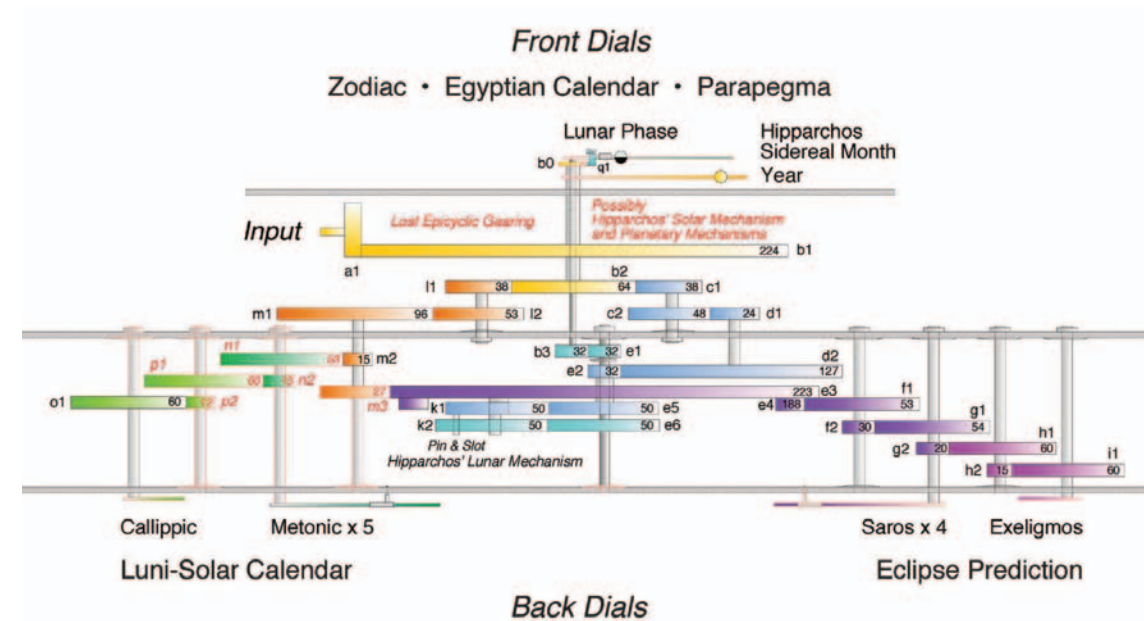 Front Dials
Zodiac • Egyptian Calendar • Parapegma
Lunar Phase
Hipparchos
Sidereal Month
b0
q1
Year
Input
Lost Epicyclic Gearing
Possibly
Hipparchos' Solar Mechanism
and Planetary Mechanisms
224 b1
a1
b2
l1 38 64 38 c1
m1 96 53 l2 c2 48 24 d1
n1 15 m2 b3 32 32 e1 d2
p1 n2 e2 32 127
o1 60 p2 m3 223 e3 f1
k1 50 50 e5 e4 188 53
g1
k2 50 50 e6 f2 30 54
h1
Pin & Slot
Hipparchos' Lunar Mechanism
g2 20 60
i1
h2 15 60
Callippic Metonic x 5 Saros x 4 Exeligmos
Luni-Solar Calendar Eclipse Prediction
Back Dials